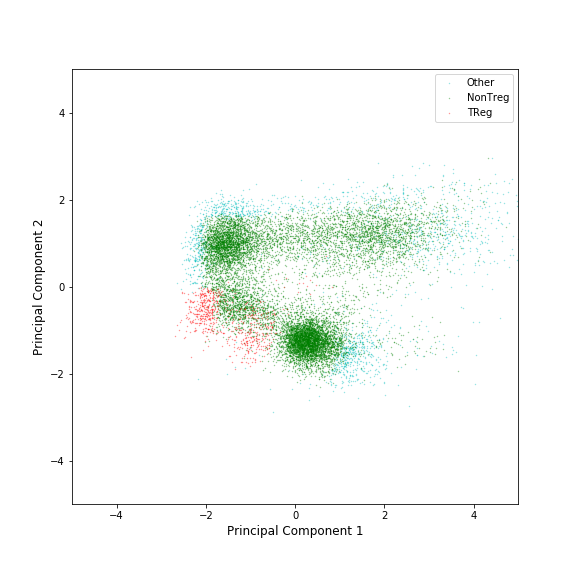 Other
NonTreg
TReg
4
2
0
−2
−4
Principal Component 2
−4 −2 0 2 4
Principal Component 1